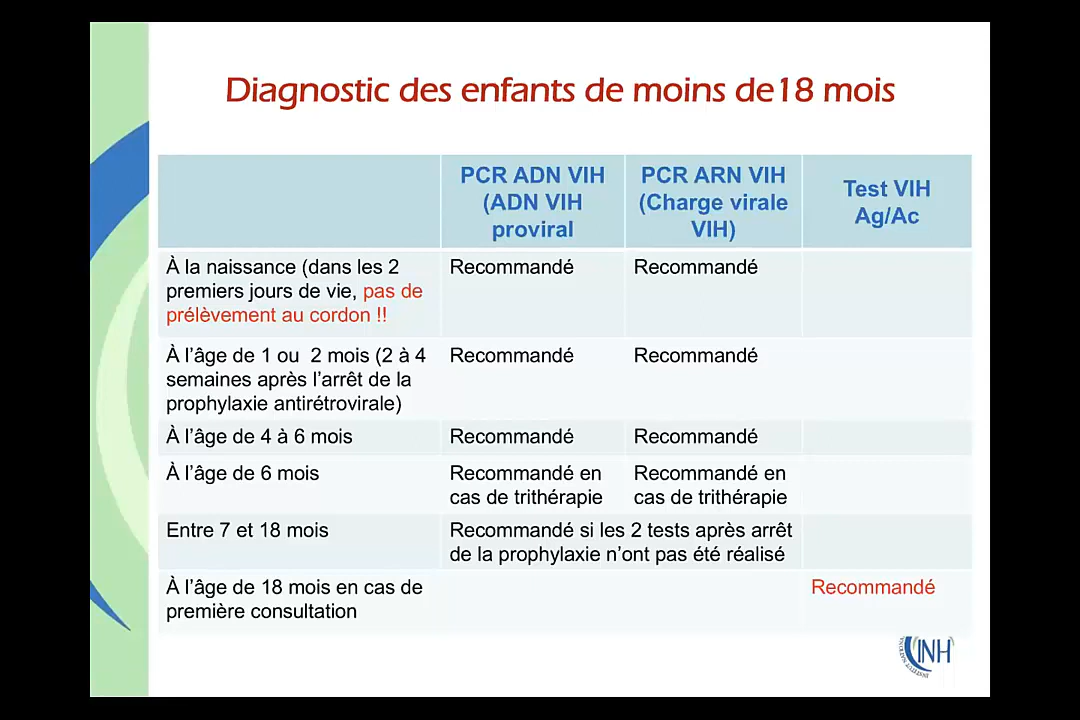 Diagnostic des enfants de moins de18 mois
PCR ADN VIH
(ADN VIH
proviral
PCR ARN VIH
(Charge virale
VIH)
Test VIH
Ag/Ac
À la naissance (dans les 2
premiers jours de vie, pas de
prélèvement au cordon !!
Recommandé
Recommandé
À l’âge de 1 ou 2 mois (2 à 4
semaines après l’arrêt de la
prophylaxie antirétrovirale)
Recommandé
Recommandé
À l’âge de 4 à 6 mois
Recommandé
Recommandé
À l’âge de 6 mois
Recommandé en
cas de trithérapie
Recommandé en
cas de trithérapie
Entre 7 et 18 mois
Recommandé si les 2 tests après arrêt
de la prophylaxie n’ont pas été réalisé
À l’âge de 18 mois en cas de
première consultation
Recommandé
INH